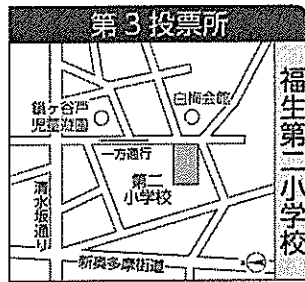 第3投票所
福生第二小学校
鍋ヶ谷戸
児童遊園
白梅会館
一方通行
第二
小学校
清水坂通り
新奥多摩街道